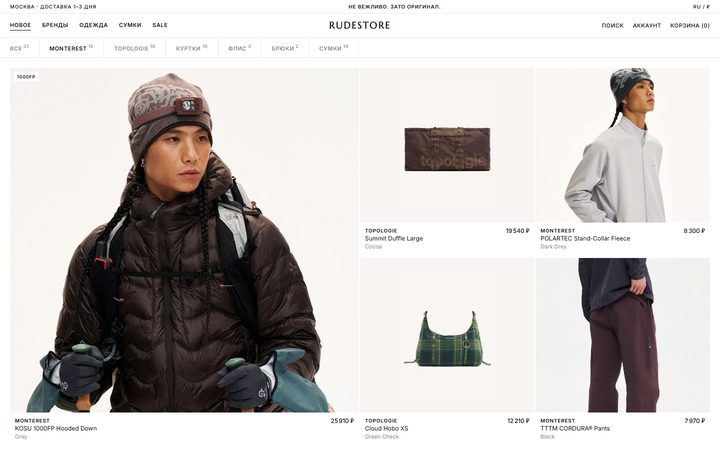 МОСКВА · ДОСТАВКА 1–3 ДНЯ
НЕ ВЕЖЛИВО. ЗАТО ОРИГИНАЛ.
RU / ₽
НОВОЕ БРЕНДЫ ОДЕЖДА СУМКИ SALE
RUDESTORE
ПОИСК АККАУНТ КОРЗИНА (0)
ВСЕ 31 MONTEREST 15 TOPOLOGIE 16 КУРТКИ 10 ФЛИС 2 БРЮКИ 2 СУМКИ 16
1000FP
topologie
TOPOLOGIE 19 540 ₽
Summit Duffle Large
Cocoa
MONTEREST 8 300 ₽
POLARTEC Stand-Collar Fleece
Dark Grey
MONTEREST 25 910 ₽
KOSU 1000FP Hooded Down
Grey
TOPOLOGIE 12 210 ₽
Cloud Hobo XS
Green Check
MONTEREST 7 970 ₽
TTTM CORDURA® Pants
Black